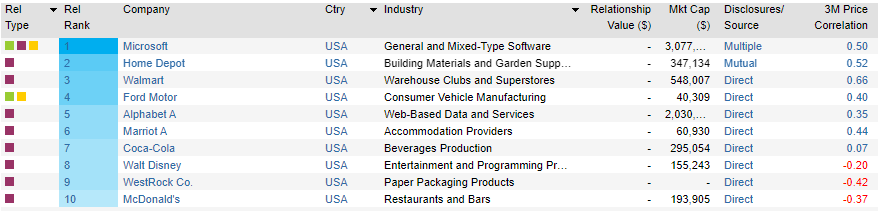 Rel Type Rel Rank Company Ctry Industry Relationship Value ($) Mkt Cap ($) Disclosures/ Source 3M Price Correlation
1 Microsoft USA General and Mixed-Type Software - 3,077,... Multiple 0.50
2 Home Depot USA Building Materials and Garden Supp... - 347,134 Mutual 0.52
3 Walmart USA Warehouse Clubs and Superstores - 548,007 Direct 0.66
4 Ford Motor USA Consumer Vehicle Manufacturing - 40,309 Direct 0.40
5 Alphabet A USA Web-Based Data and Services - 2,030,... Direct 0.35
6 Marriot A USA Accommodation Providers - 60,930 Direct 0.44
7 Coca-Cola USA Beverages Production - 295,054 Direct 0.07
8 Walt Disney USA Entertainment and Programming Pr... - 155,243 Direct -0.20
9 WestRock Co. USA Paper Packaging Products - - Direct -0.42
10 McDonald's USA Restaurants and Bars - 193,905 Direct -0.37